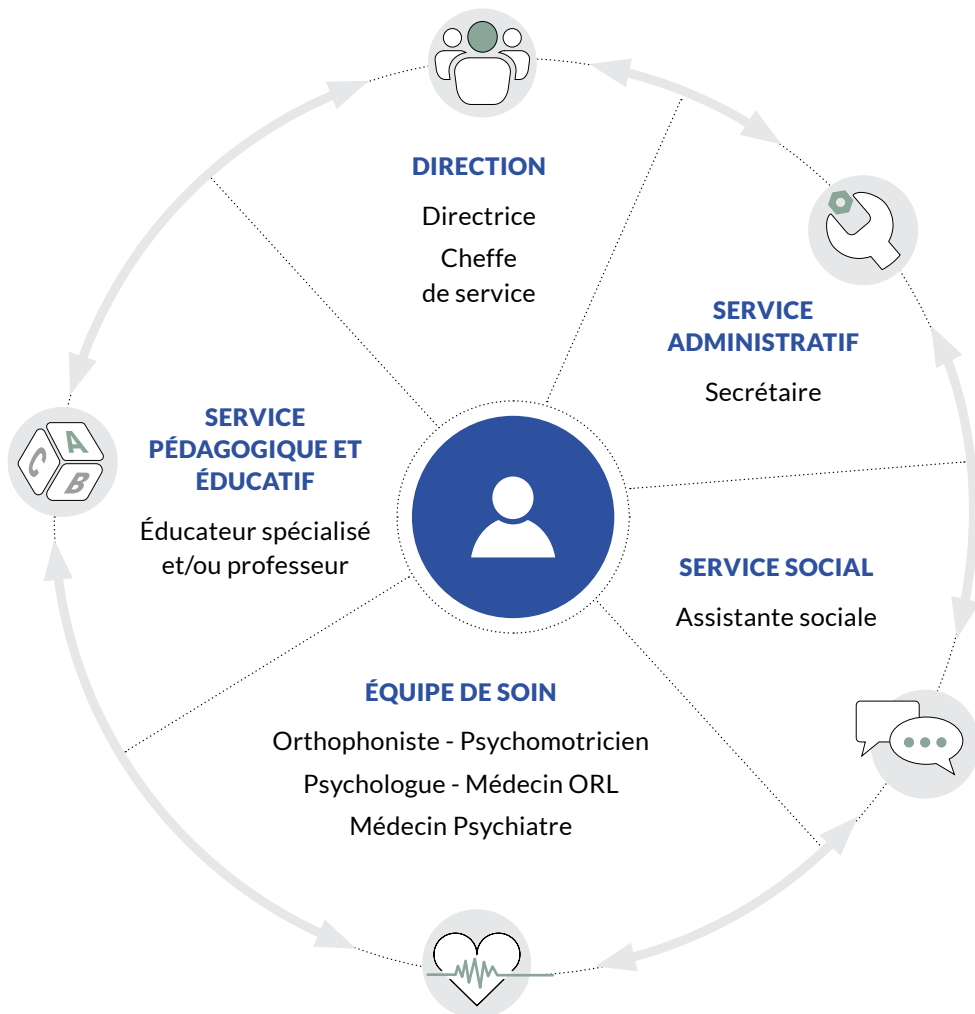 DIRECTION
Directrice
Cheffe
de service
SERVICE
ADMINISTRATIF
Secrétaire
SERVICE SOCIAL
Assistante sociale
ÉQUIPE DE SOIN
Orthophoniste - Psychomotricien
Psychologue - Médecin ORL
Médecin Psychiatre
SERVICE
PÉDAGOGIQUE ET
ÉDUCATIF
Éducateur spécialisé
et/ou professeur
A
C
B